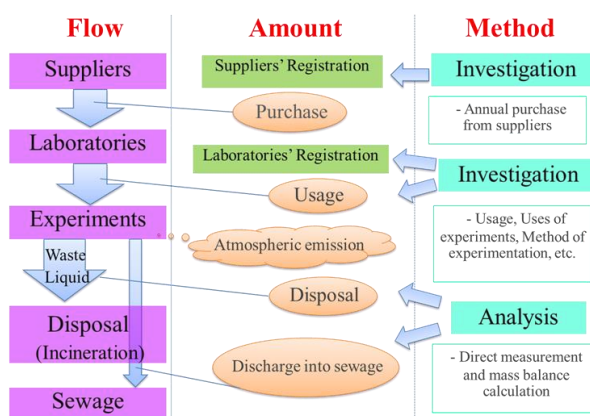 Flow
Amount
Method
Suppliers
Suppliers' Registration
Investigation
Purchase
- Annual purchase
from suppliers
Laboratories
Laboratories' Registration
Investigation
Usage
Experiments
Atmospheric emission
- Usage, Uses of
experiments, Method of
experimentation, etc.
Waste
Liquid
Disposal
Analysis
Disposal
(Incineration)
Discharge into sewage
- Direct measurement
and mass balance
calculation
Sewage